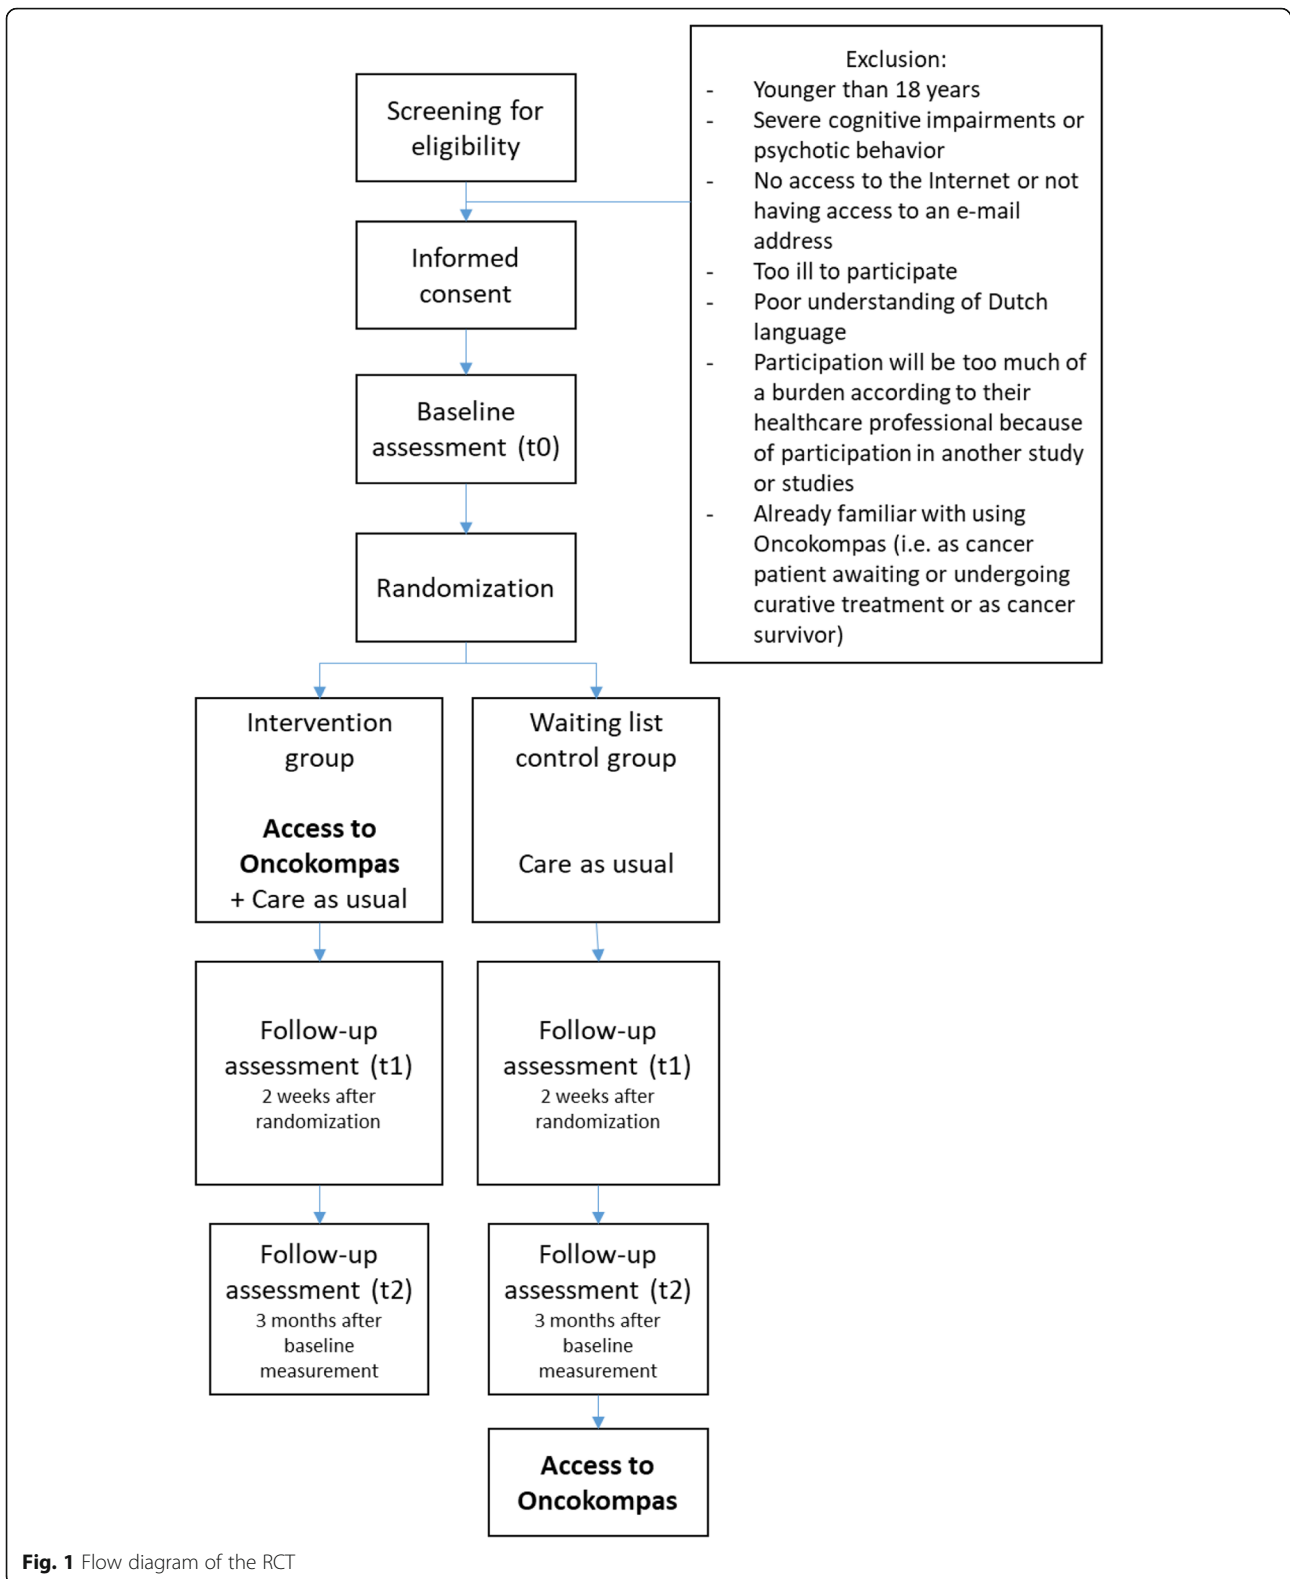 Screening for
eligibility
Exclusion:
- Younger than 18 years
- Severe cognitive impairments or
psychotic behavior
- No access to the Internet or not
having access to an e-mail
address
- Too ill to participate
- Poor understanding of Dutch
language
- Participation will be too much of
a burden according to their
healthcare professional because
of participation in another study
or studies
- Already familiar with using
Oncokompas (i.e. as cancer
patient awaiting or undergoing
curative treatment or as cancer
survivor)
Informed
consent
Baseline
assessment (t0)
Randomization
Intervention
group
Access to
Oncokompas
+ Care as usual
Waiting list
control group
Care as usual
Follow-up
assessment (t1)
2 weeks after
randomization
Follow-up
assessment (t1)
2 weeks after
randomization
Follow-up
assessment (t2)
3 months after
baseline
measurement
Follow-up
assessment (t2)
3 months after
baseline
measurement
Access to
Oncokompas
Fig. 1 Flow diagram of the RCT